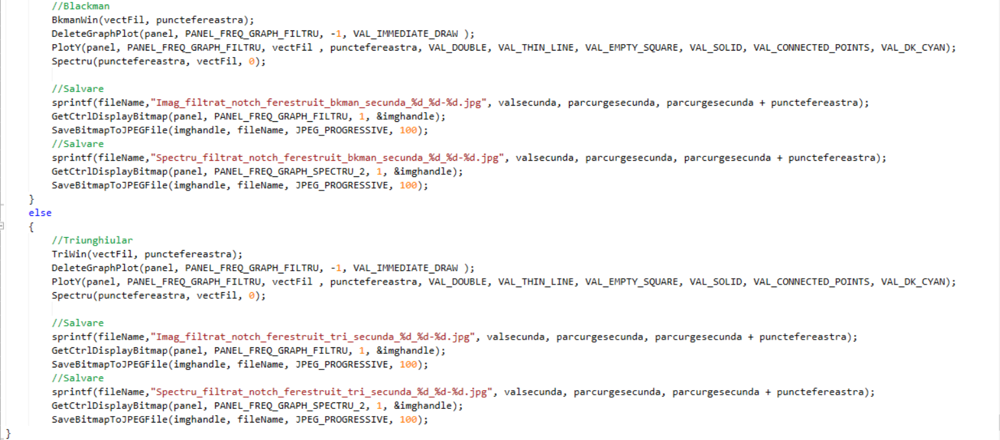 //Blackman
BkmanWin(vectFil, punctefereastra);
DeleteGraphPlot(panel, PANEL_FREQ_GRAPH_FILTRU, -1, VAL_IMMEDIATE_DRAW );
PlotY(panel, PANEL_FREQ_GRAPH_FILTRU, vectFil , punctefereastra, VAL_DOUBLE, VAL_THIN_LINE, VAL_EMPTY_SQUARE, VAL_SOLID, VAL_CONNECTED_POINTS, VAL_DK_CYAN);
Spectru(punctefereastra, vectFil, 0);
//Salvare
sprintf(fileName,"Imag_filtrat_notch_ferestruit_bkman_secunda_%d_%d-%d.jpg", valsecunda, parcurgesecunda, parcurgesecunda + punctefereastra);
GetCtrlDisplayBitmap(panel, PANEL_FREQ_GRAPH_FILTRU, 1, &imghandle);
SaveBitmapToJPEGFile(imghandle, fileName, JPEG_PROGRESSIVE, 100);
//Salvare
sprintf(fileName,"Spectru_filtrat_notch_ferestruit_bkman_secunda_%d_%d-%d.jpg", valsecunda, parcurgesecunda, parcurgesecunda + punctefereastra);
GetCtrlDisplayBitmap(panel, PANEL_FREQ_GRAPH_SPECTRU_2, 1, &imghandle);
SaveBitmapToJPEGFile(imghandle, fileName, JPEG_PROGRESSIVE, 100);
}
else
{
//Triunghiular
TriWin(vectFil, punctefereastra);
DeleteGraphPlot(panel, PANEL_FREQ_GRAPH_FILTRU, -1, VAL_IMMEDIATE_DRAW );
PlotY(panel, PANEL_FREQ_GRAPH_FILTRU, vectFil , punctefereastra, VAL_DOUBLE, VAL_THIN_LINE, VAL_EMPTY_SQUARE, VAL_SOLID, VAL_CONNECTED_POINTS, VAL_DK_CYAN);
Spectru(punctefereastra, vectFil, 0);
//Salvare
sprintf(fileName,"Imag_filtrat_notch_ferestruit_tri_secunda_%d_%d-%d.jpg", valsecunda, parcurgesecunda, parcurgesecunda + punctefereastra);
GetCtrlDisplayBitmap(panel, PANEL_FREQ_GRAPH_FILTRU, 1, &imghandle);
SaveBitmapToJPEGFile(imghandle, fileName, JPEG_PROGRESSIVE, 100);
//Salvare
sprintf(fileName,"Spectru_filtrat_notch_ferestruit_tri_secunda_%d_%d-%d.jpg", valsecunda, parcurgesecunda, parcurgesecunda + punctefereastra);
GetCtrlDisplayBitmap(panel, PANEL_FREQ_GRAPH_SPECTRU_2, 1, &imghandle);
SaveBitmapToJPEGFile(imghandle, fileName, JPEG_PROGRESSIVE, 100);
}